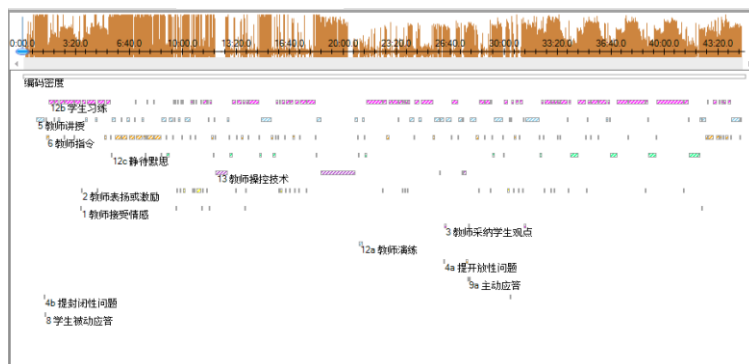 0:00.0 3:20.0 6:40.0 10:00.0 13:20.0 16:40.0 20:00.0 23:20.0 26:40.0 30:00.0 33:20.0 36:40.0 40:00.0 43:20.0
编码密度
12b 学生习练
5 教师讲授
6 教师指令
12c 静待默思
13 教师操控技术
2 教师表扬或激励
1 教师接受情感
3 教师采纳学生观点
12a 教师演练
4a 提开放性问题
9a 主动应答
4b 提封闭性问题
8 学生被动应答